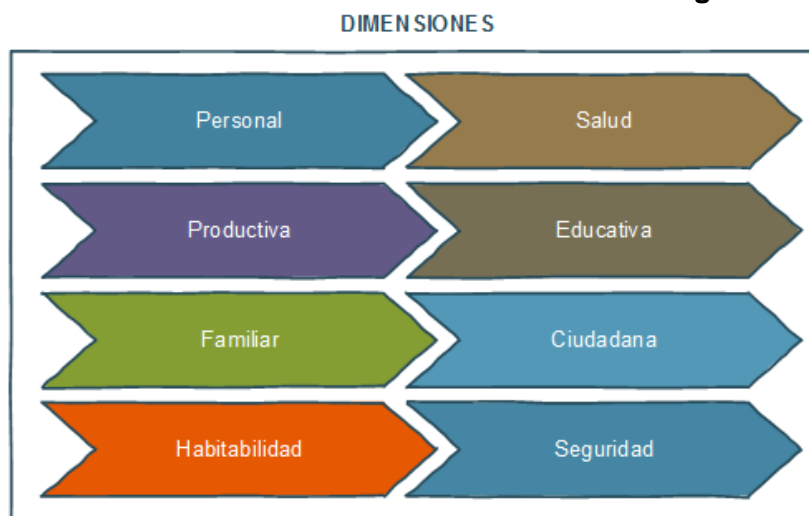 DIMENSIONES
Personal
Salud
Productiva
Educativa
Familiar
Ciudadana
Habitabilidad
Seguridad